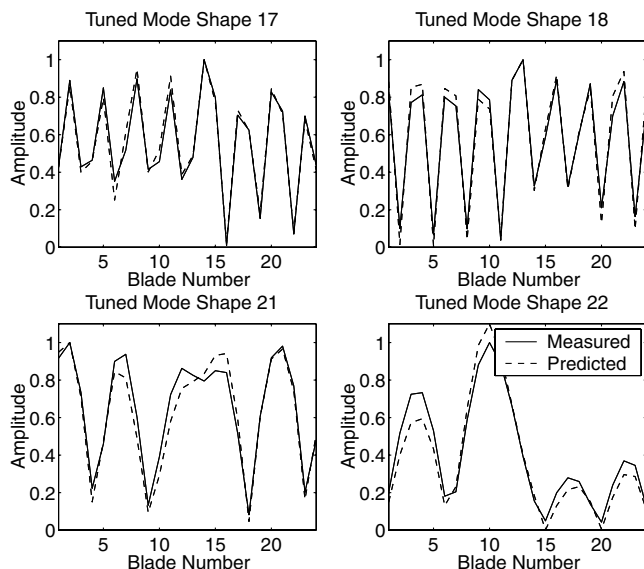 Tuned Mode Shape 17
Tuned Mode Shape 18
1
0.8
0.6
0.4
0.2
0
Amplitude
5 10 15 20
Blade Number
1
0.8
0.6
0.4
0.2
0
Amplitude
5 10 15 20
Blade Number
Tuned Mode Shape 21
Tuned Mode Shape 22
1
0.8
0.6
0.4
0.2
0
Amplitude
5 10 15 20
Blade Number
1
0.8
0.6
0.4
0.2
0
Amplitude
Measured
Predicted
5 10 15 20
Blade Number